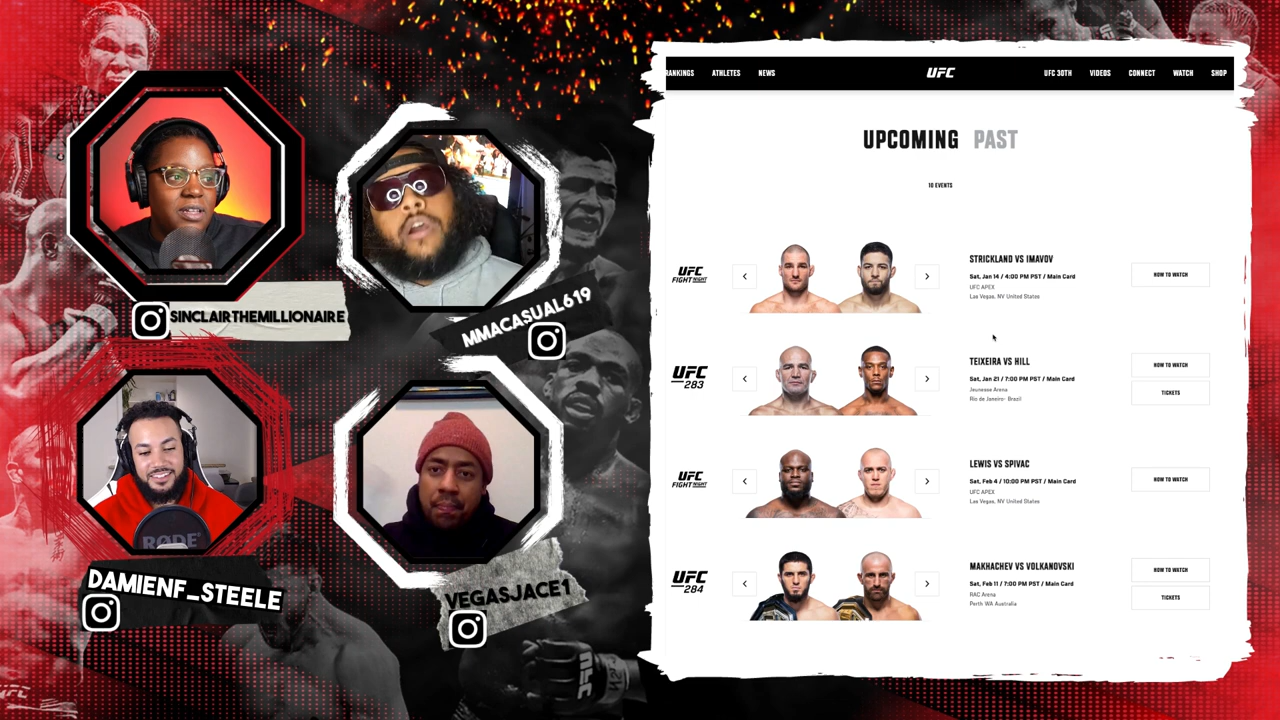 SINCLAIRTHEMILLIONAIRE
MMACASUAL619
DAMIENF_STEELE
RØDE
VEGASJACE1
UFC
RANKINGS ATHLETES NEWS UFC UFC 30TH VIDEOS CONNECT WATCH SHOP
UPCOMING PAST
10 EVENTS
UFC FIGHT NIGHT
STRICKLAND VS IMAVOV
Sat, Jan 14 / 4:00 PM PST / Main Card
UFC APEX
Las Vegas, NV United States
HOW TO WATCH
UFC 283
TEIXEIRA VS HILL
Sat, Jan 21 / 7:00 PM PST / Main Card
Jeunesse Arena
Rio de Janeiro- Brazil
HOW TO WATCH
TICKETS
UFC FIGHT NIGHT
LEWIS VS SPIVAC
Sat, Feb 4 / 10:00 PM PST / Main Card
UFC APEX
Las Vegas, NV United States
HOW TO WATCH
UFC 284
MAKHACHEV VS VOLKANOVSKI
Sat, Feb 11 / 7:00 PM PST / Main Card
RAC Arena
Perth WA Australia
HOW TO WATCH
TICKETS